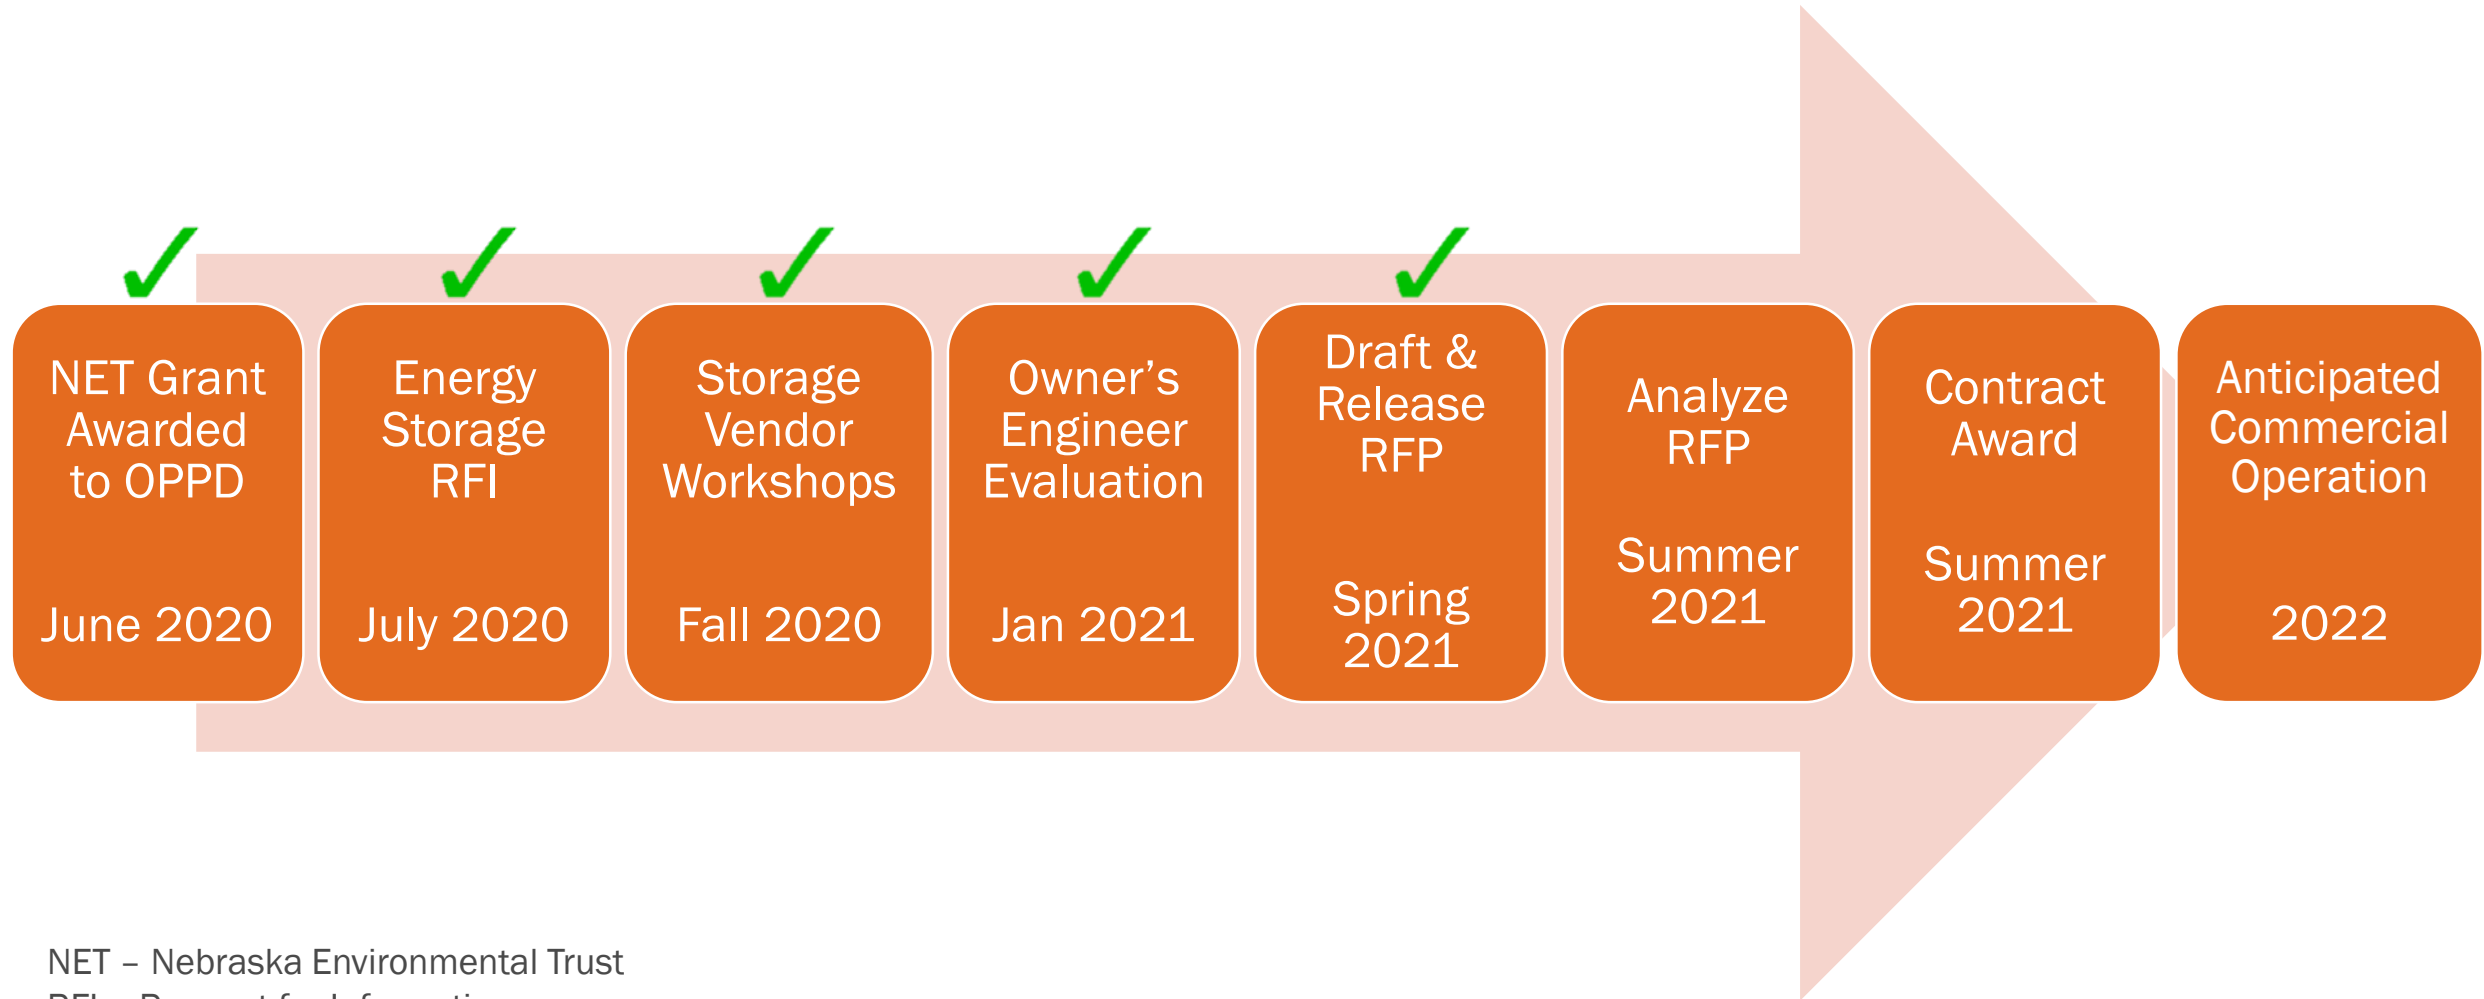 NET Grant
Awarded
to OPPD
June 2020
Energy
Storage
RFI
July 2020
Storage
Vendor
Workshops
Fall 2020
Owner’s
Engineer
Evaluation
Jan 2021
Draft &
Release
RFP
Spring
2021
Analyze
RFP
Summer
2021
Contract
Award
Summer
2021
Anticipated
Commercial
Operation
2022
NET – Nebraska Environmental Trust